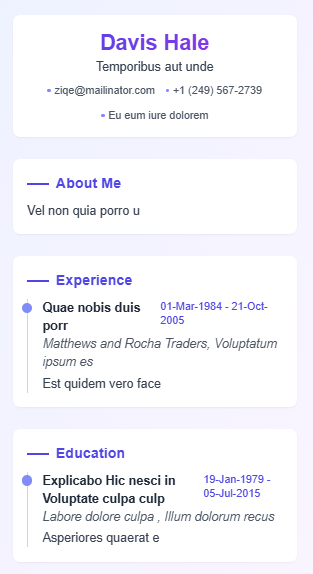 Davis Hale
Temporibus aut unde
ziqe@mailinator.com +1 (249) 567-2739
Eu eum iure dolorem
About Me
Vel non quia porro u
Experience
Quae nobis duis 01-Mar-1984 - 21-Oct-
porr 2005
Matthews and Rocha Traders, Voluptatum
ipsum es
Est quidem vero face
Education
Explicabo Hic nesci in 19-Jan-1979 -
Voluptate culpa culp 05-Jul-2015
Labore dolore culpa , Illum dolorum recus
Asperiores quaerat e